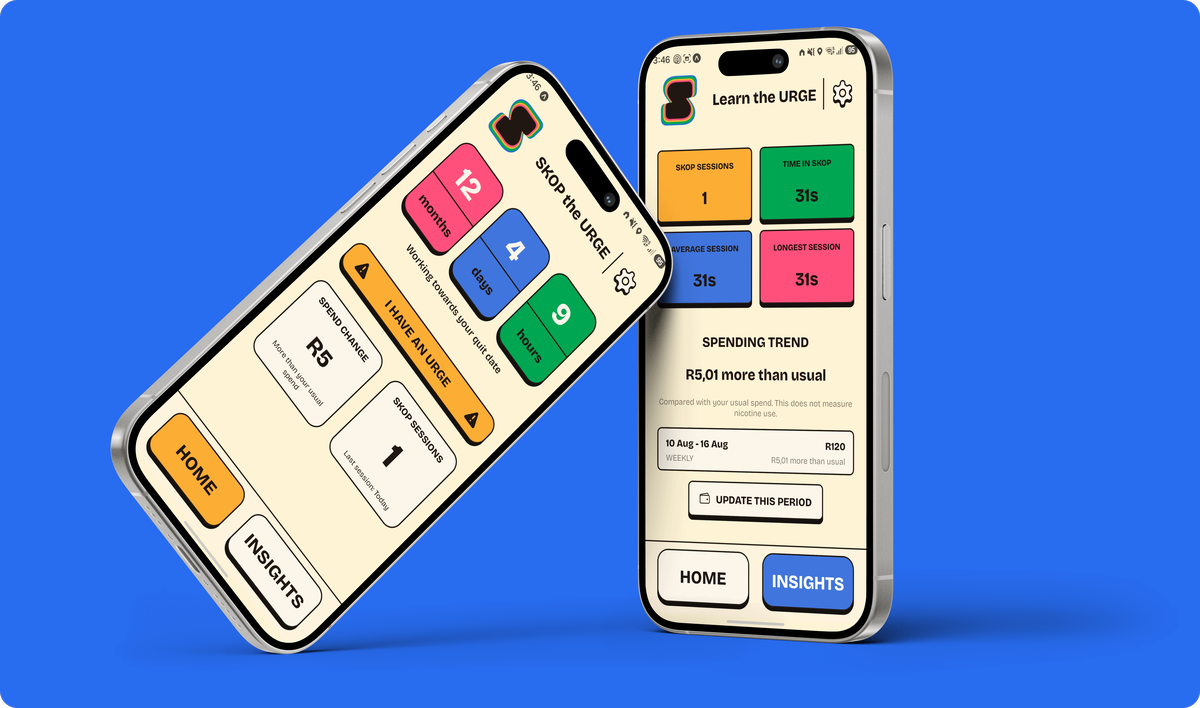 3:46
SKOP the URGE
12
months
4
days
9
hours
Working towards your quit date
I HAVE AN URGE
SPEND CHANGE
R5
More than your usual
spend
SKOP SESSIONS
1
Last session: Today
HOME
INSIGHTS
3:46
95
Learn the URGE
SKOP SESSIONS
1
TIME IN SKOP
31s
AVERAGE SESSION
31s
LONGEST SESSION
31s
SPENDING TREND
R5,01 more than usual
Compared with your usual spend. This does not measure
nicotine use.
10 Aug - 16 Aug
R120
WEEKLY
R5,01 more than usual
UPDATE THIS PERIOD
HOME
INSIGHTS